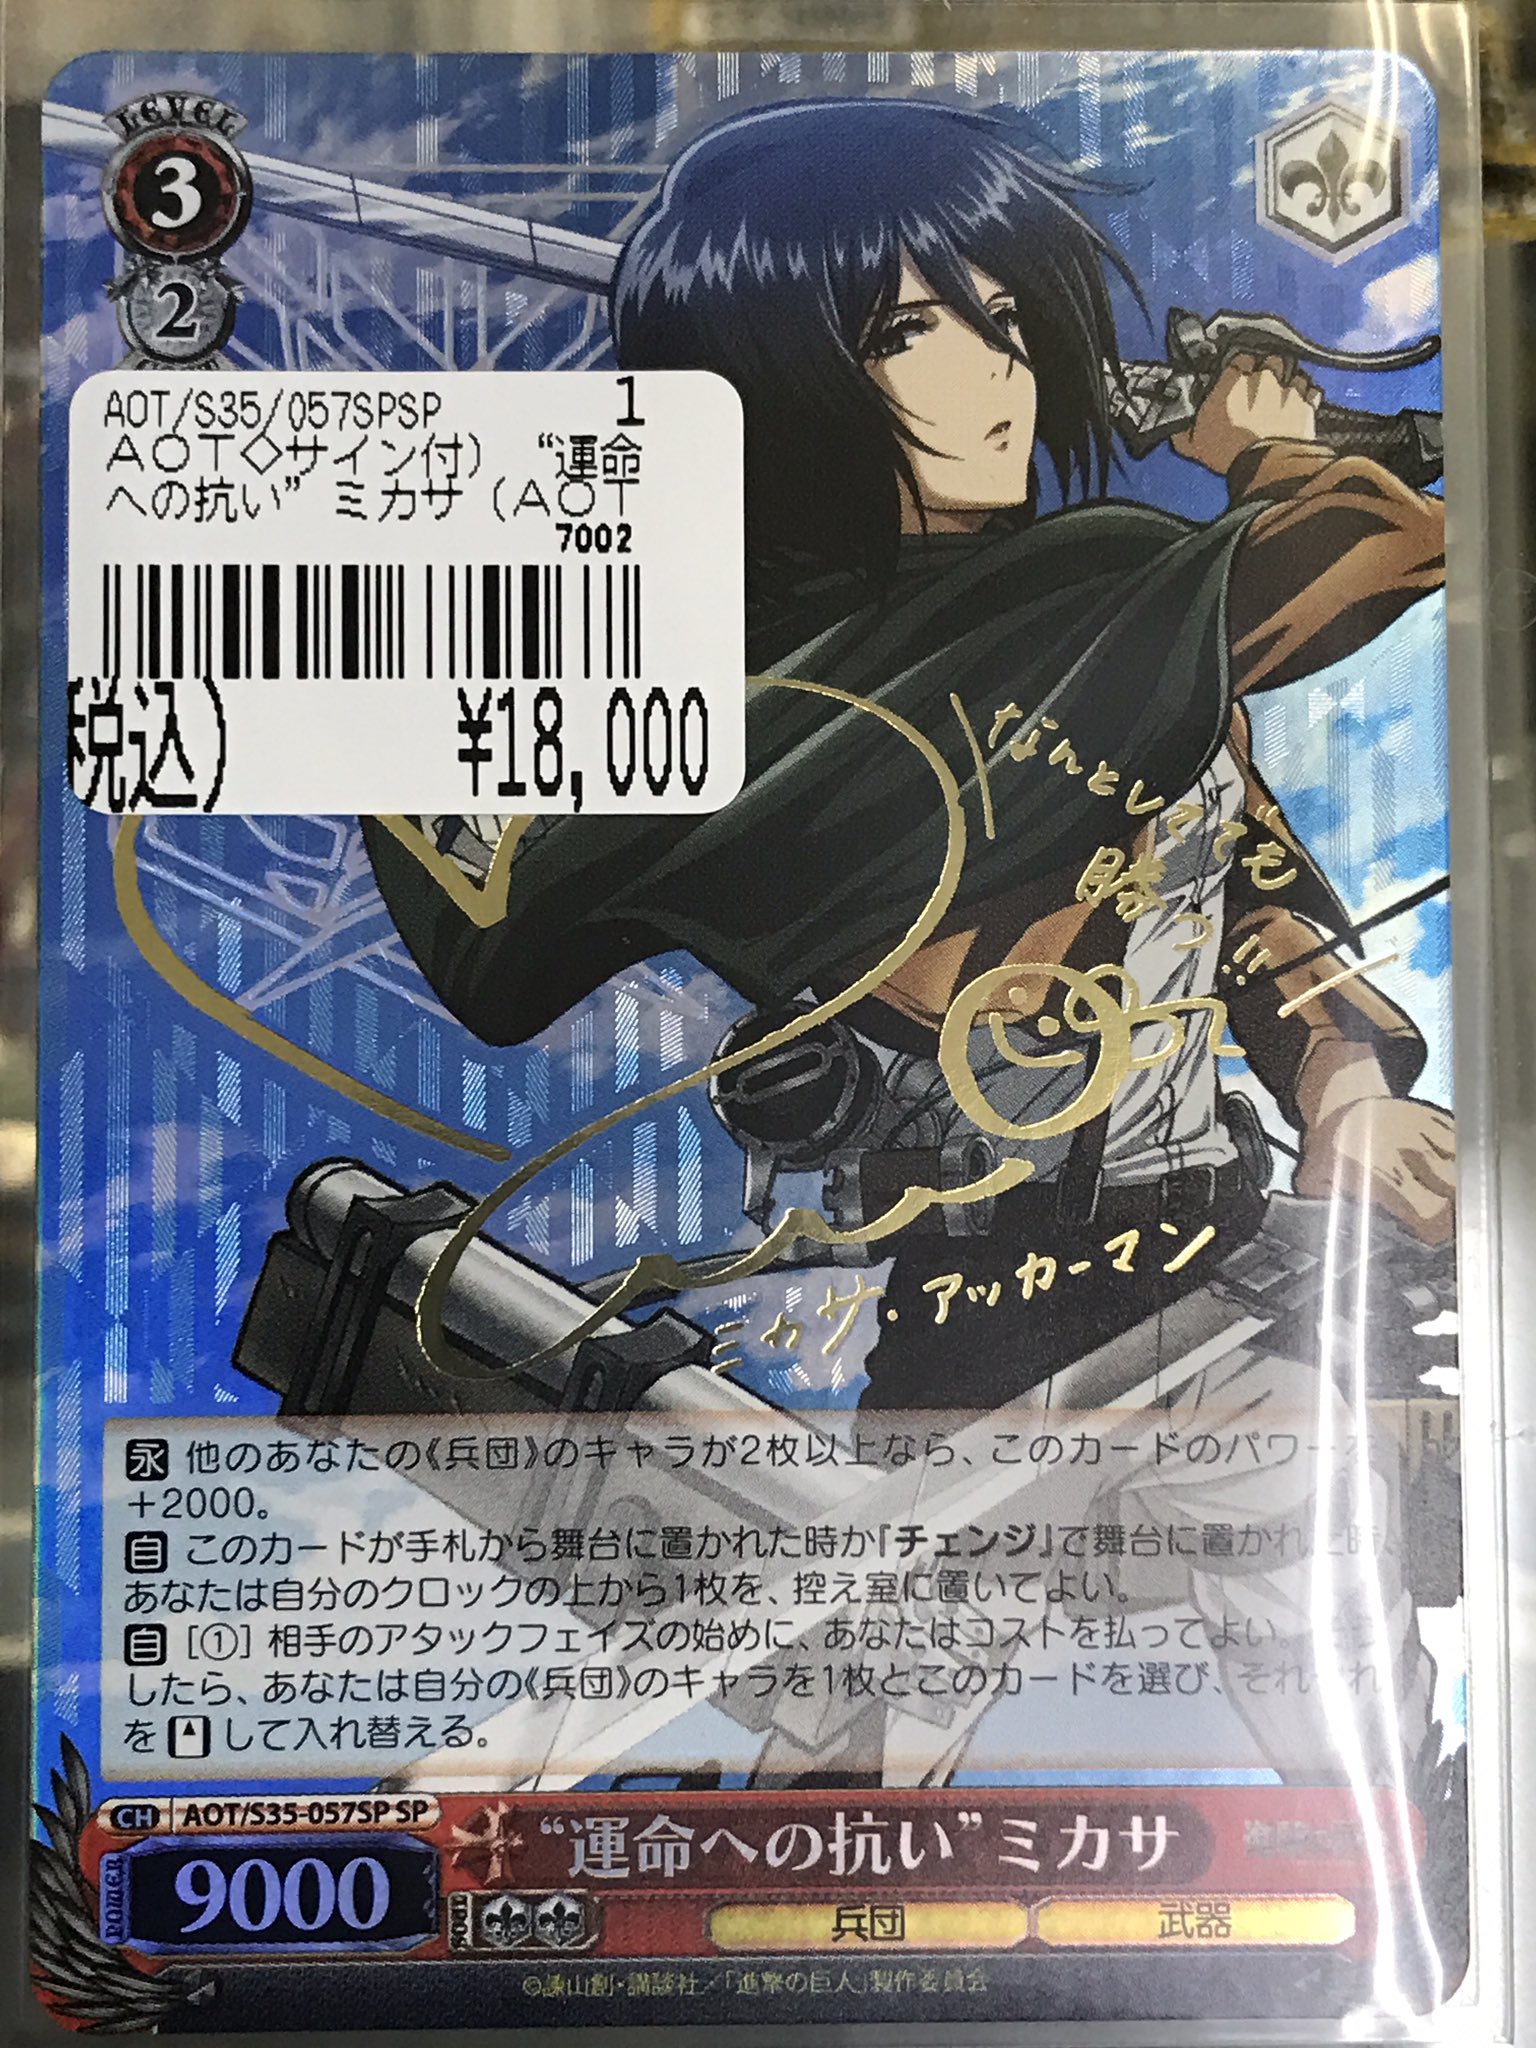 LEVEL
3
2
AOT/S35/057SPSP 1
AOT◇サイン付) “運命
への抗い” ミカサ (AOT
7002
税込) ¥18,000
なんとしてでも
勝つ!!
ミカサ・アッカーマン
永 他のあなたの《兵団》のキャラが2枚以上なら、このカードのパワーを
+2000。
自 このカードが手札から舞台に置かれた時か『チェンジ』で舞台に置かれた時、
あなたは自分のクロックの上から1枚を、控え室に置いてよい。
自 [①] 相手のアタックフェイズの始めに、あなたはコストを払ってよい。そう
したら、あなたは自分の《兵団》のキャラを1枚とこのカードを選び、それぞれ
を して入れ替える。
CH AOT/S35-057SP SP
“運命への抗い”ミカサ
POWER 9000
SOUL
兵団 武器
©諫山創・講談社/「進撃の巨人」製作委員会